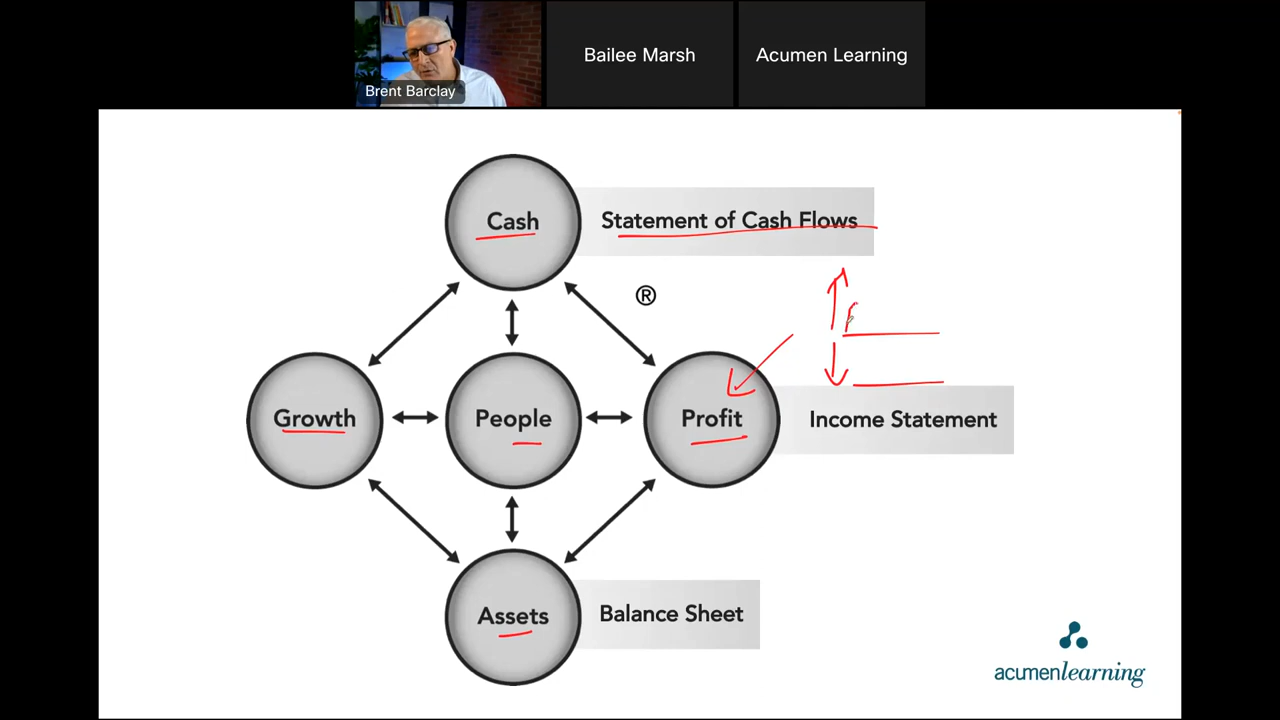 Brent Barclay
Bailee Marsh
Acumen Learning
Cash
Statement of Cash Flows
®
Growth
People
Profit
Income Statement
Assets
Balance Sheet
acumenlearning